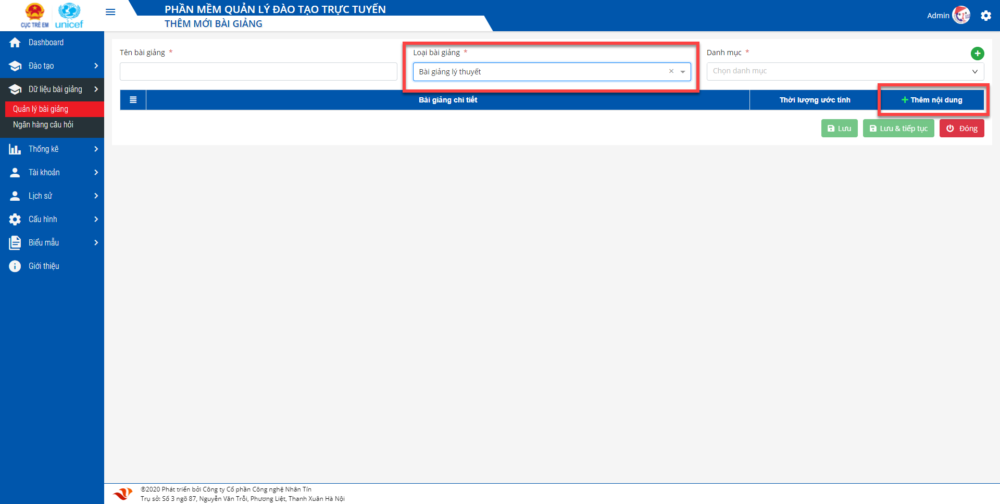 CỤC TRẺ EM
unicef
PHẦN MỀM QUẢN LÝ ĐÀO TẠO TRỰC TUYẾN
THÊM MỚI BÀI GIẢNG
Admin
Dashboard
Đào tạo
Dữ liệu bài giảng
Quản lý bài giảng
Ngân hàng câu hỏi
Thống kê
Tài khoản
Lịch sử
Cấu hình
Biểu mẫu
Giới thiệu
Tên bài giảng *
Loại bài giảng *
Danh mục *
Bài giảng lý thuyết
Chọn danh mục
Bài giảng chi tiết
Thời lượng ước tính
Thêm nội dung
Lưu
Lưu & tiếp tục
Đóng
®2020 Phát triển bởi Công ty Cổ phần Công nghệ Nhân Tín
Trụ sở: Số 3 ngõ 87, Nguyễn Văn Trỗi, Phương Liệt, Thanh Xuân Hà Nội